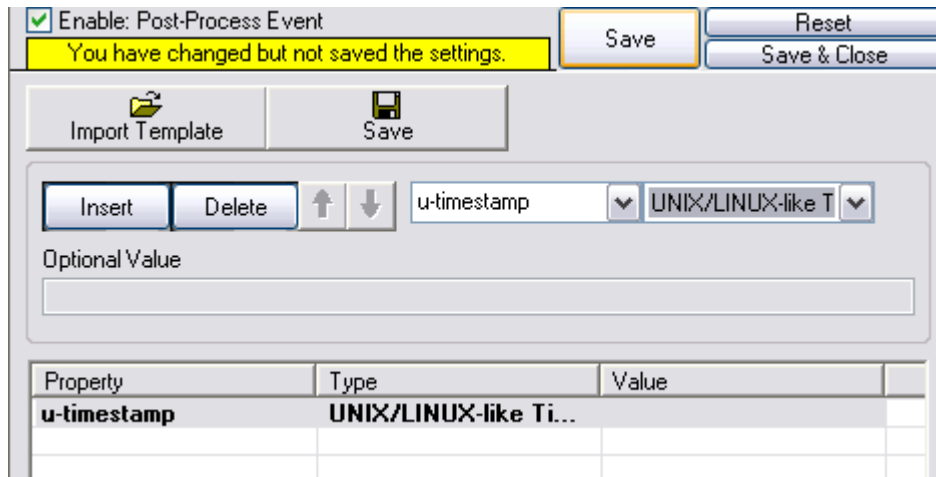 Enable: Post-Process Event
You have changed but not saved the settings.
Save
Reset
Save & Close
Import Template
Save
Insert
Delete
u-timestamp
UNIX/LINUX-like T
Optional Value
Property Type Value
u-timestamp UNIX/LINUX-like Ti...